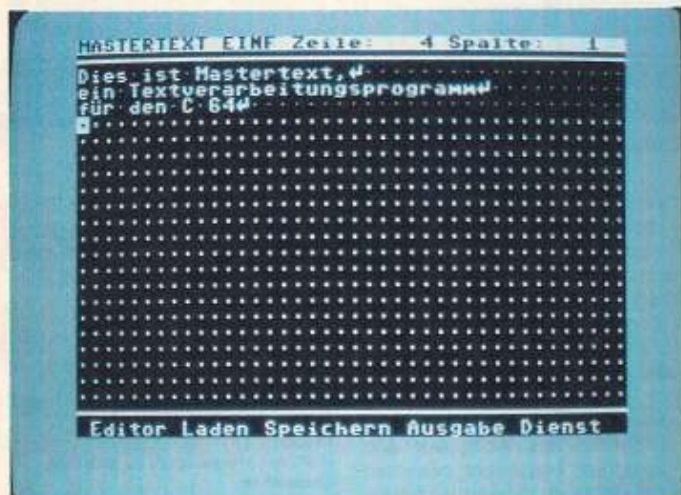 MASTERTEXT EINF Zeile: 4 Spalte: 1
Dies ist Mastertext,↵
ein Textverarbeitungsprogramm↵
für den C 64↵
Editor Laden Speichern Ausgabe Dienst